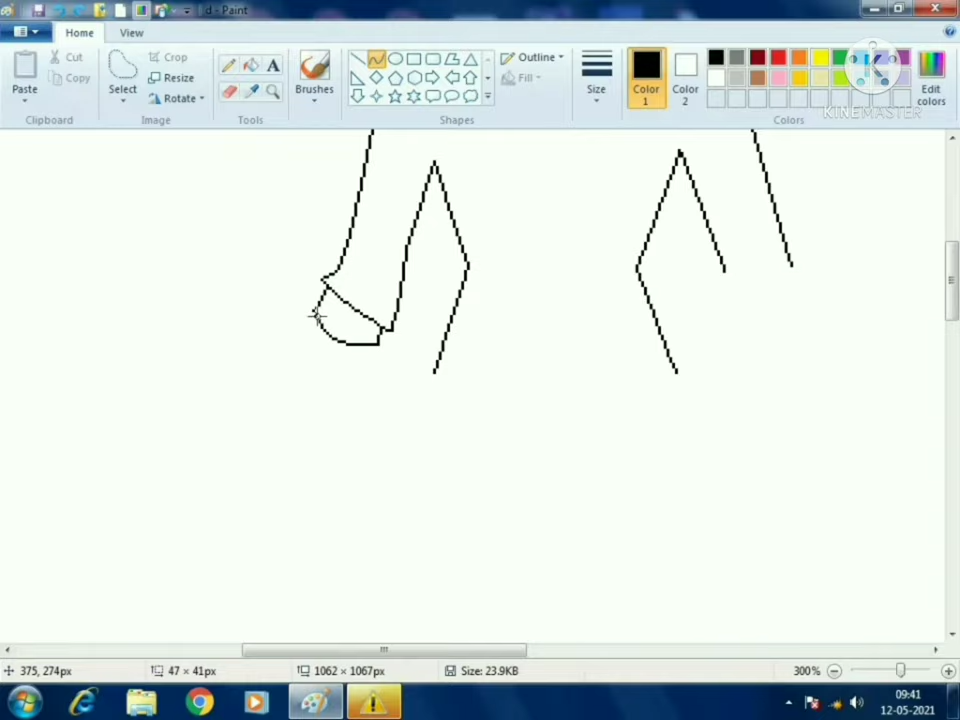 d - Paint
Home
View
Paste
Cut
Copy
Clipboard
Select
Crop
Resize
Rotate
Image
A
Tools
Brushes
Outline
Fill
Shapes
Size
Color
1
Color
2
Edit
colors
Colors
K
KINEMASTER
375, 274px
47 × 41px
1062 × 1067px
Size: 23.9KB
300%
09:41
12-05-2021